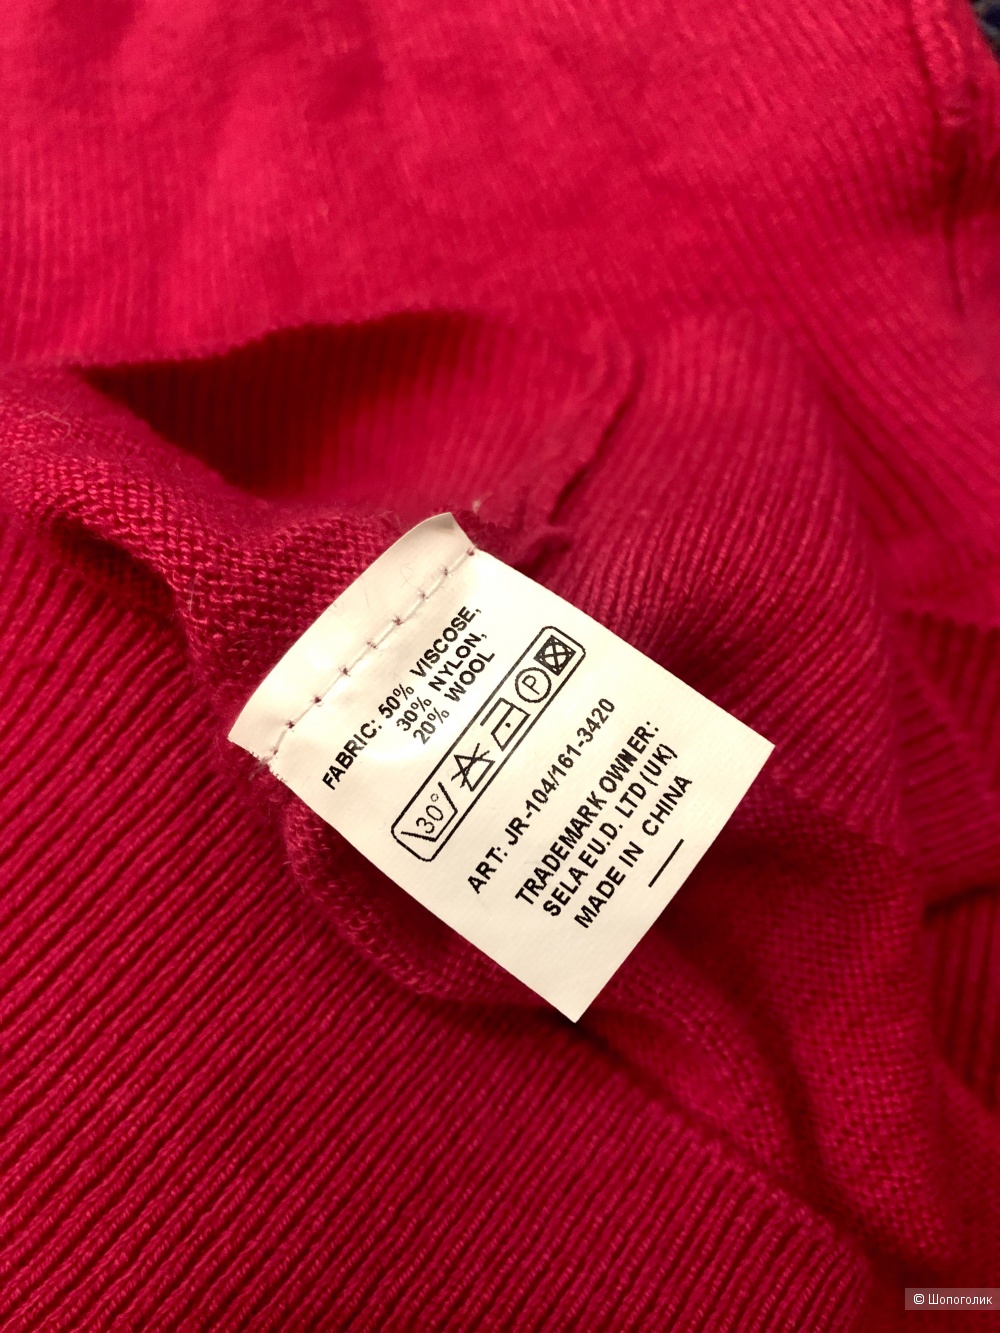 FABRIC: 50% VISCOSE,
30% NYLON,
20% WOOL
30° P
ART: JR-104/161-3420
TRADEMARK OWNER:
SELA EU.D. LTD (UK)
MADE IN CHINA
© Шопоголик